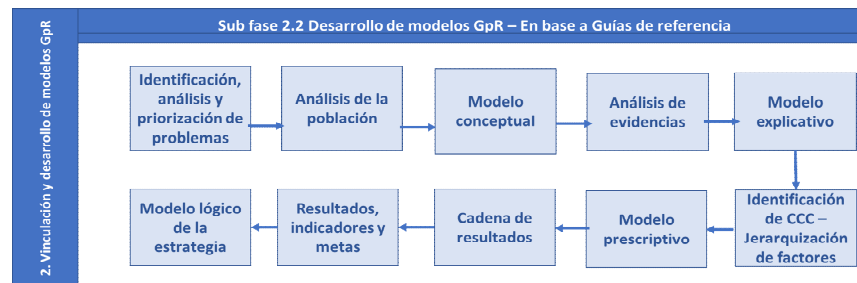 Sub fase 2.2 Desarrollo de modelos GpR – En base a Guías de referencia
2. Vinculación y desarrollo de modelos GpR
Identificación,
análisis y
priorización de
problemas
Análisis de la
población
Modelo
conceptual
Análisis de
evidencias
Modelo
explicativo
Identificación
de CCC –
Jerarquización
de factores
Modelo
prescriptivo
Cadena de
resultados
Resultados,
indicadores y
metas
Modelo lógico
de la
estrategia